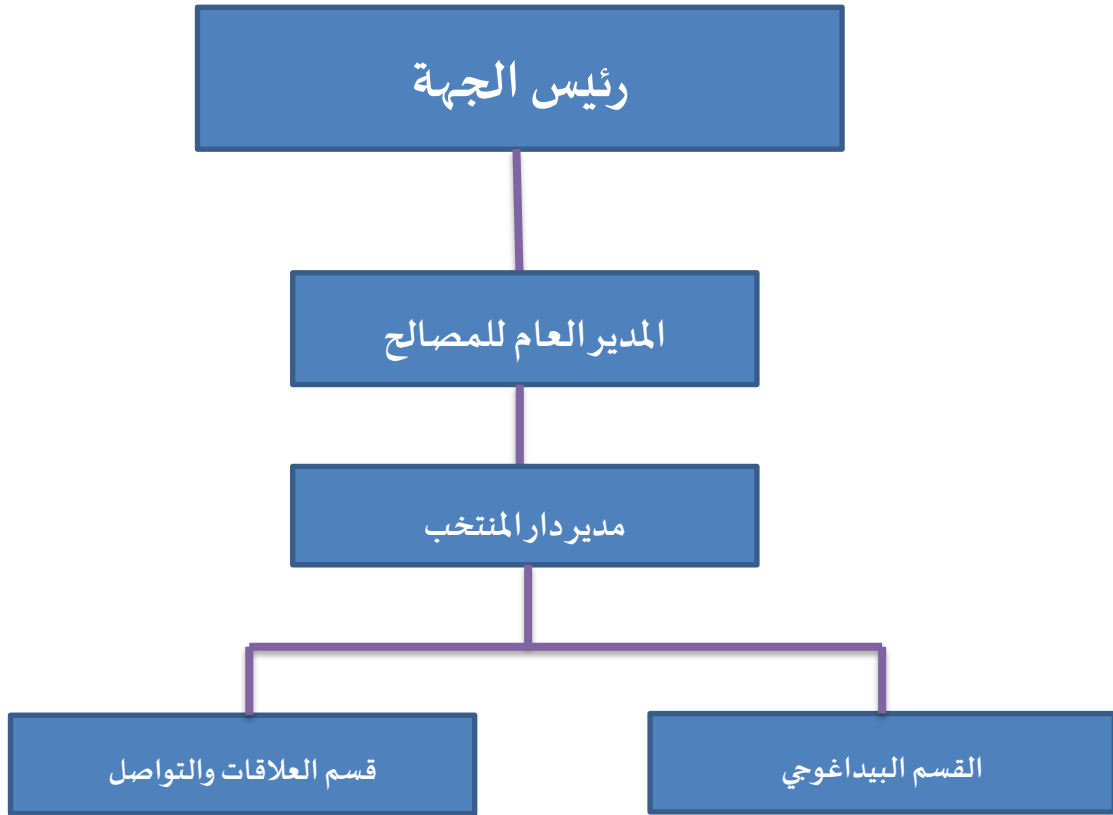 رئيس الجهة
المدير العام للمصالح
مدير دار المنتخب
القسم البيداغوجي
قسم العلاقات والتواصل